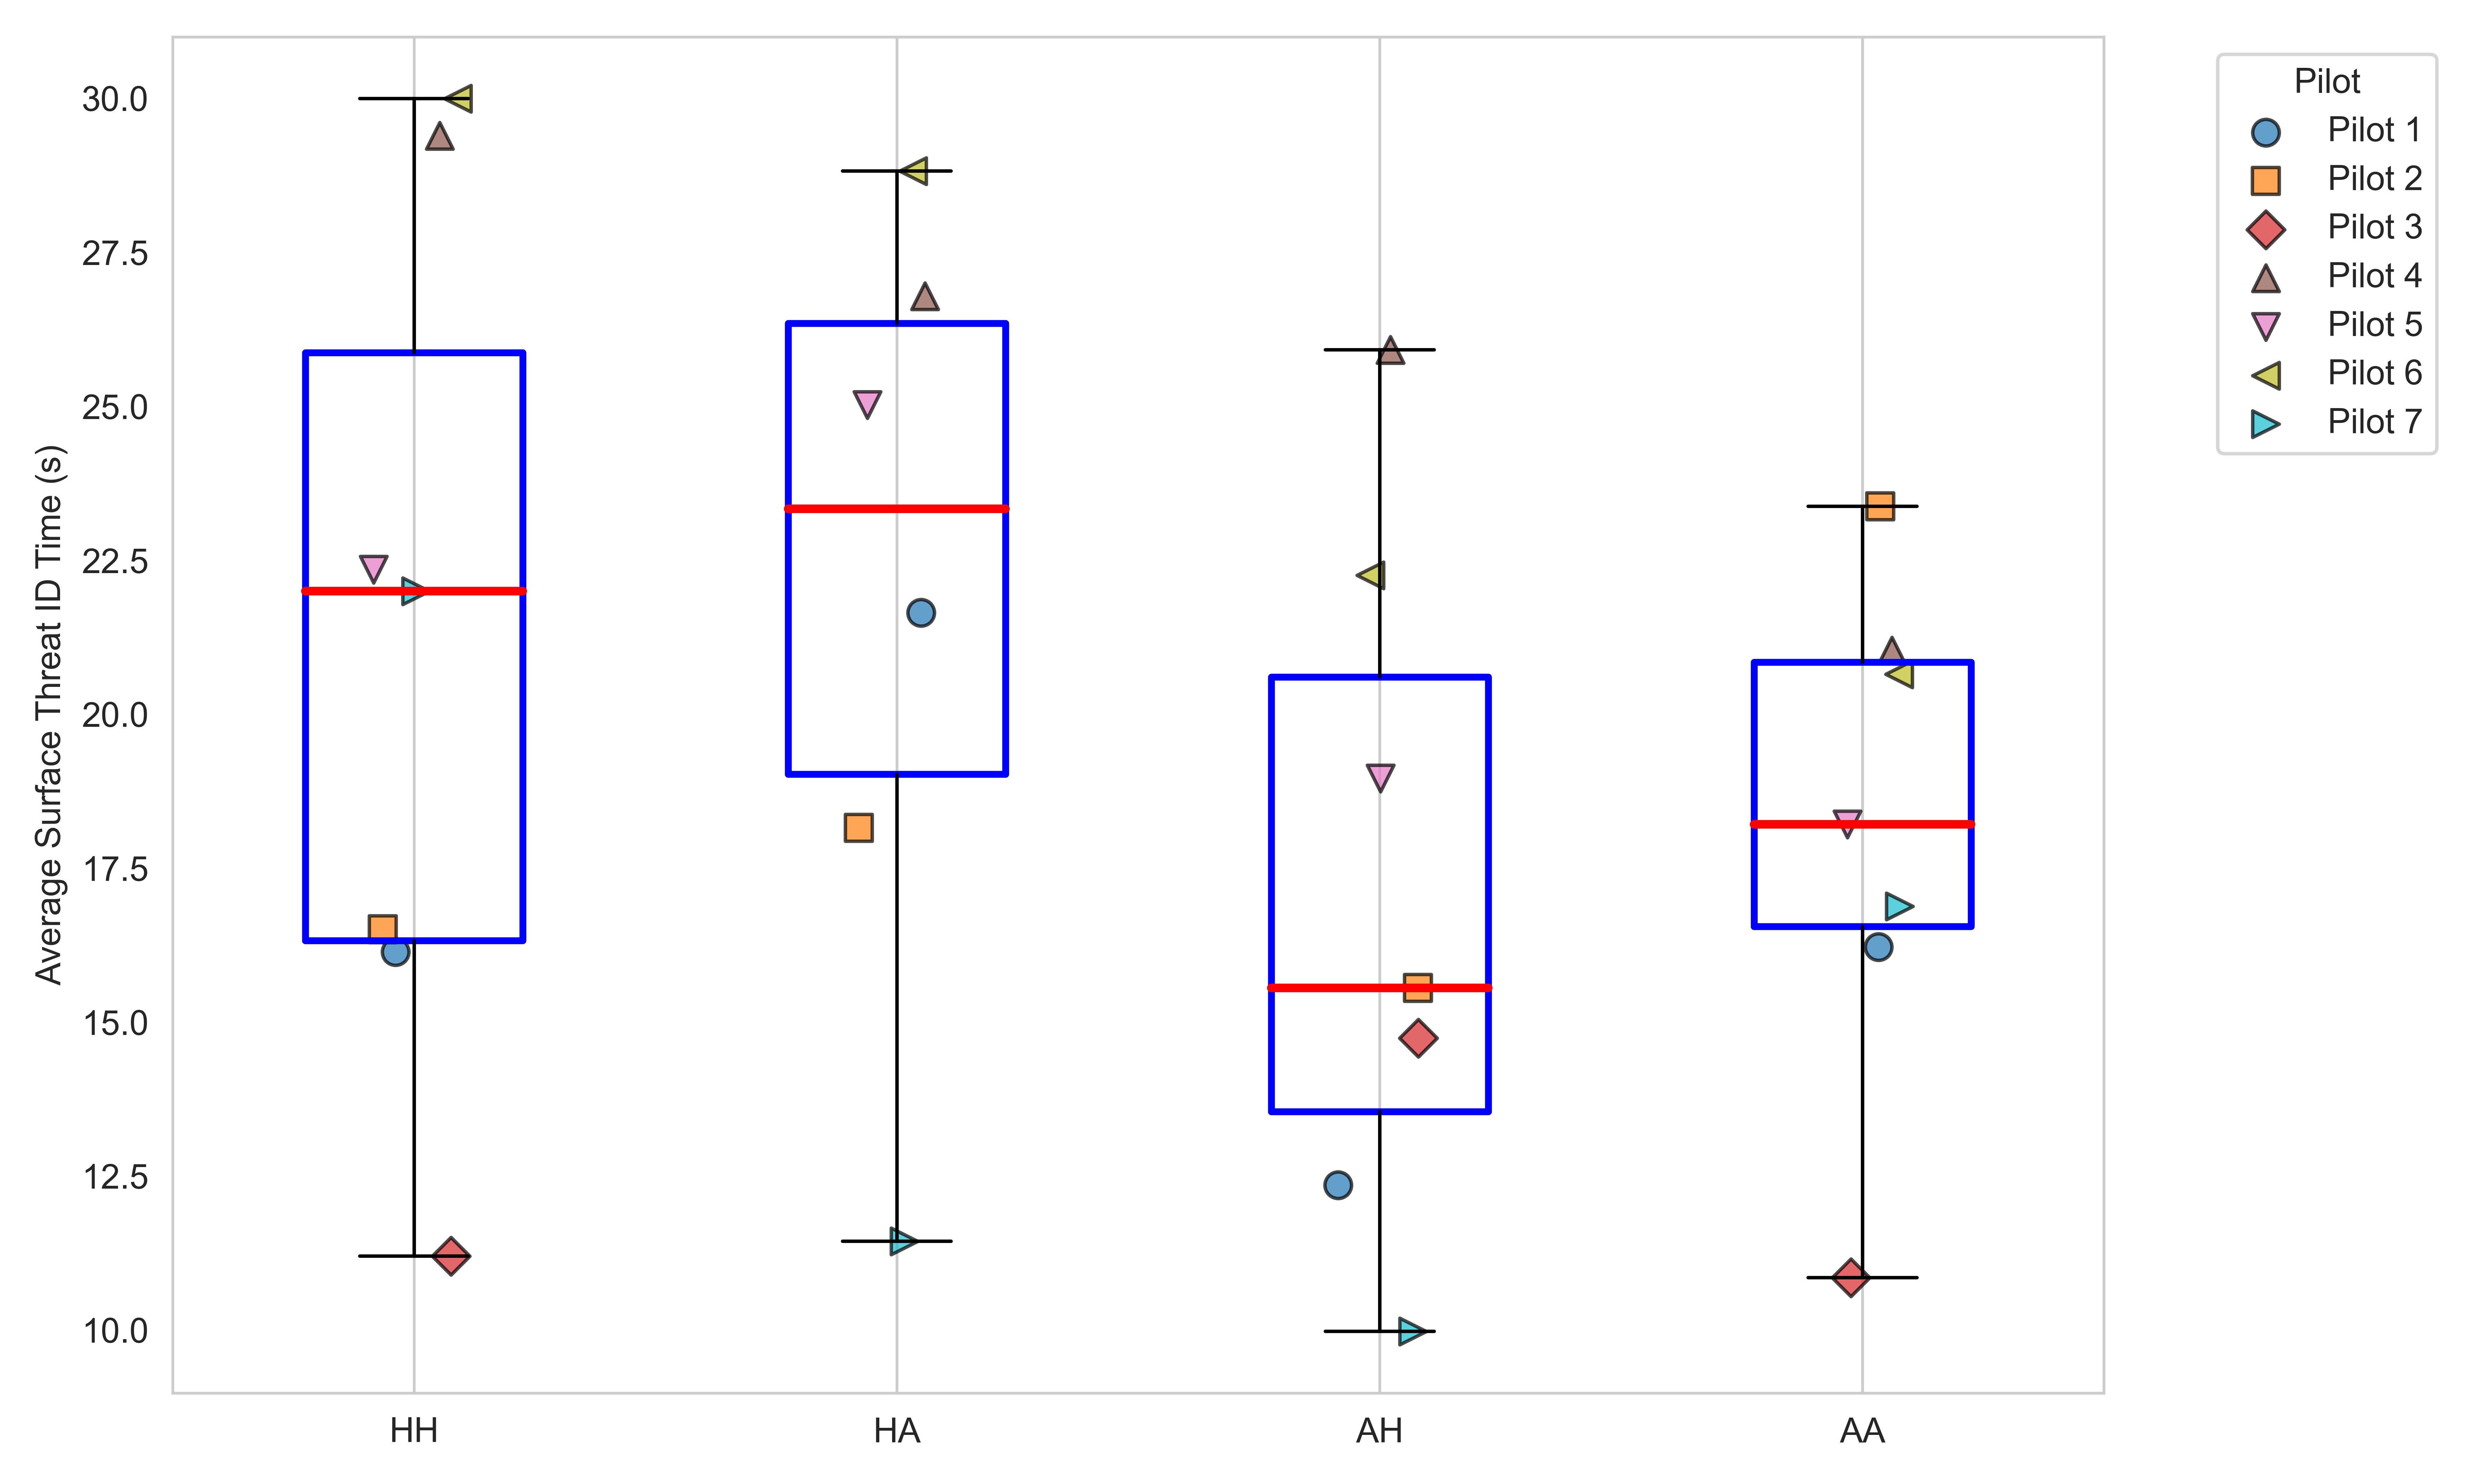 Average Surface Threat ID Time (s)
30.0
27.5
25.0
22.5
20.0
17.5
15.0
12.5
10.0
HH
HA
AH
AA
Pilot
Pilot 1
Pilot 2
Pilot 3
Pilot 4
Pilot 5
Pilot 6
Pilot 7